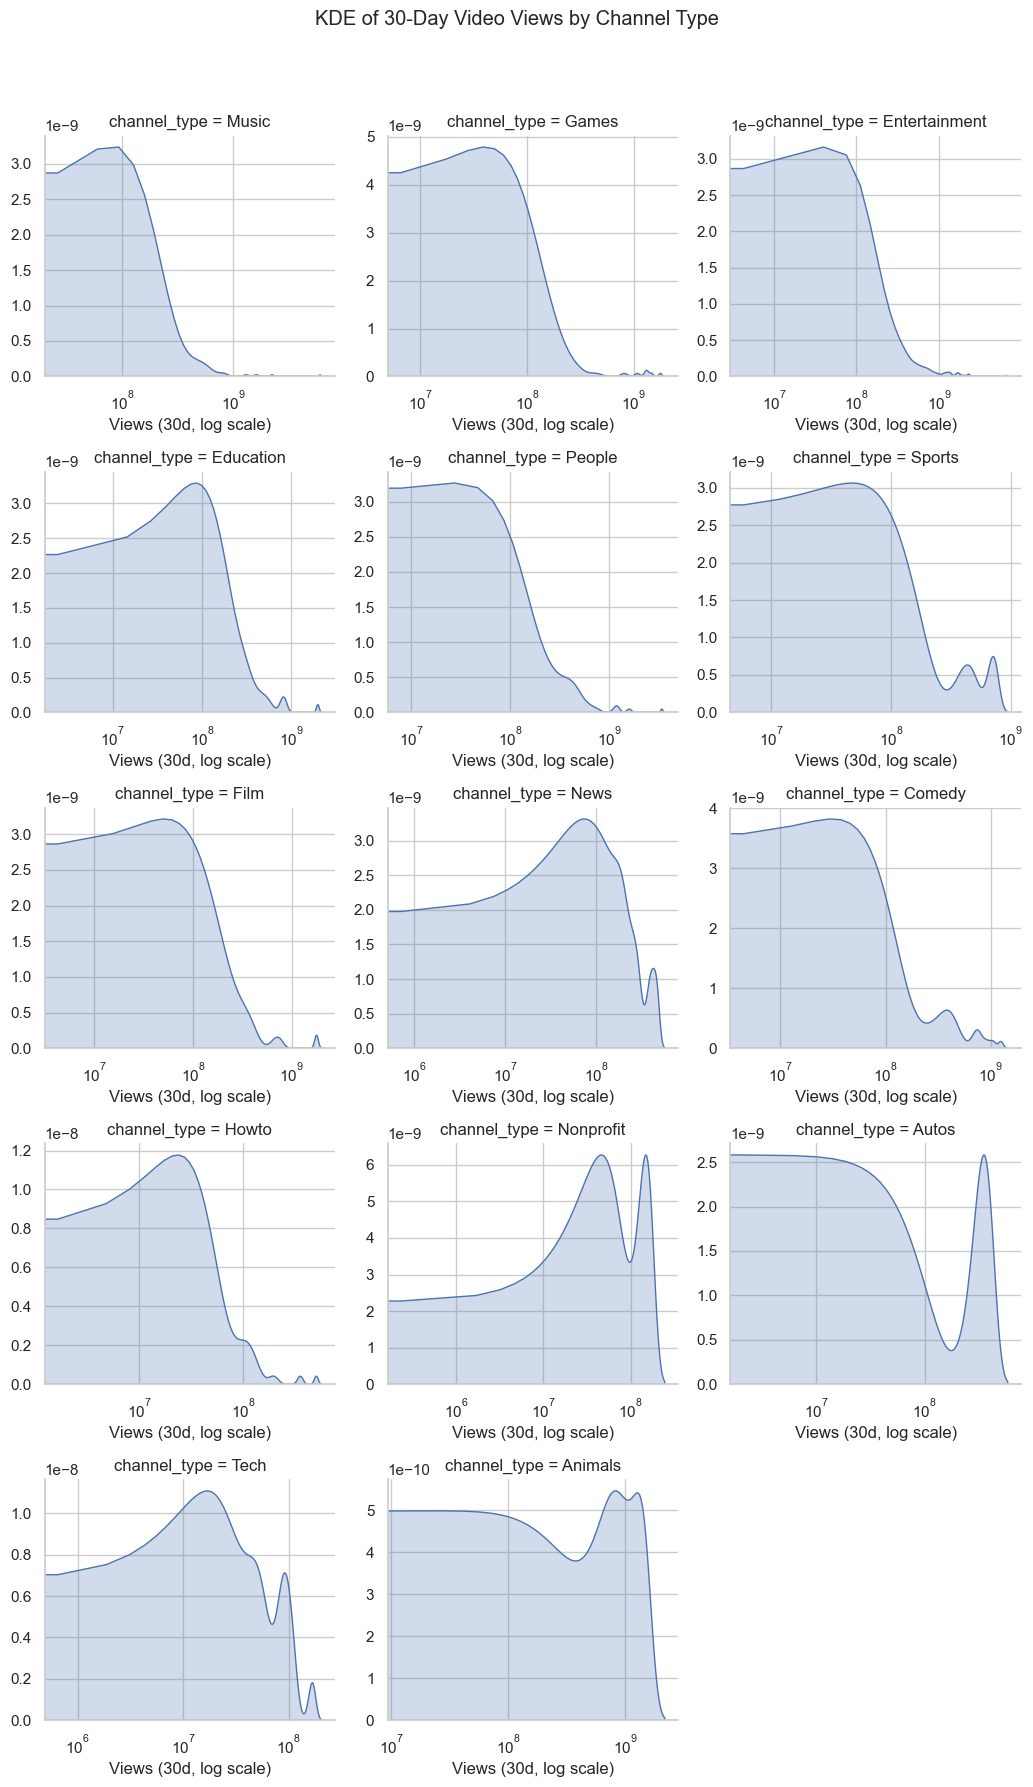 KDE of 30-Day Video Views by Channel Type
1e−9 channel_type = Music
3.0
2.5
2.0
1.5
1.0
0.5
0.0
10^8 10^9
Views (30d, log scale)
1e−9 channel_type = Games
5
4
3
2
1
0
10^7 10^8 10^9
Views (30d, log scale)
1e−9 channel_type = Entertainment
3.0
2.5
2.0
1.5
1.0
0.5
0.0
10^7 10^8 10^9
Views (30d, log scale)
1e−9 channel_type = Education
3.0
2.5
2.0
1.5
1.0
0.5
0.0
10^7 10^8 10^9
Views (30d, log scale)
1e−9 channel_type = People
3.0
2.5
2.0
1.5
1.0
0.5
0.0
10^7 10^8 10^9
Views (30d, log scale)
1e−9 channel_type = Sports
3.0
2.5
2.0
1.5
1.0
0.5
0.0
10^7 10^8 10^9
Views (30d, log scale)
1e−9 channel_type = Film
3.0
2.5
2.0
1.5
1.0
0.5
0.0
10^7 10^8 10^9
Views (30d, log scale)
1e−9 channel_type = News
3.0
2.5
2.0
1.5
1.0
0.5
0.0
10^6 10^7 10^8
Views (30d, log scale)
1e−9 channel_type = Comedy
4
3
2
1
0
10^7 10^8 10^9
Views (30d, log scale)
1e−8 channel_type = Howto
1.2
1.0
0.8
0.6
0.4
0.2
0.0
10^7 10^8
Views (30d, log scale)
1e−9 channel_type = Nonprofit
6
5
4
3
2
1
0
10^6 10^7 10^8
Views (30d, log scale)
1e−9 channel_type = Autos
2.5
2.0
1.5
1.0
0.5
0.0
10^7 10^8
Views (30d, log scale)
1e−8 channel_type = Tech
1.0
0.8
0.6
0.4
0.2
0.0
10^6 10^7 10^8
Views (30d, log scale)
1e−10 channel_type = Animals
5
4
3
2
1
0
10^7 10^8 10^9
Views (30d, log scale)